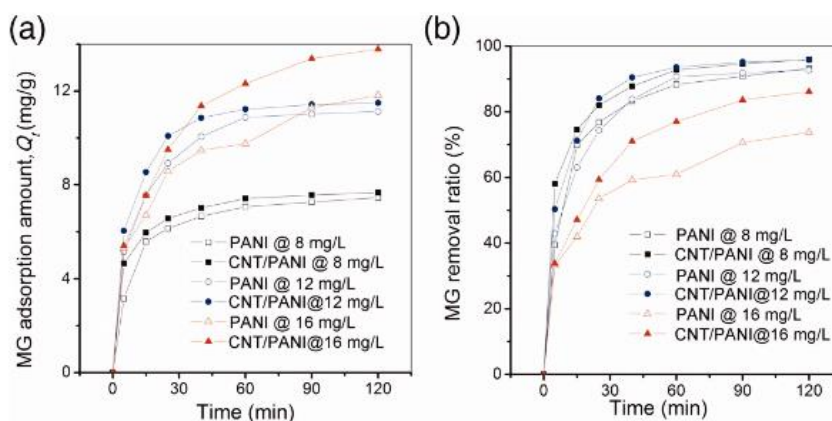 (a)
MG adsorption amount, Qt (mg/g)
12
8
4
0
PANI @ 8 mg/L
CNT/PANI @ 8 mg/L
PANI @ 12 mg/L
CNT/PANI@12 mg/L
PANI @ 16 mg/L
CNT/PANI@16 mg/L
0 30 60 90 120
Time (min)
(b)
MG removal ratio (%)
100
80
60
40
20
0
PANI @ 8 mg/L
CNT/PANI @ 8 mg/L
PANI @ 12 mg/L
CNT/PANI@12 mg/L
PANI @ 16 mg/L
CNT/PANI@16 mg/L
0 30 60 90 120
Time (min)